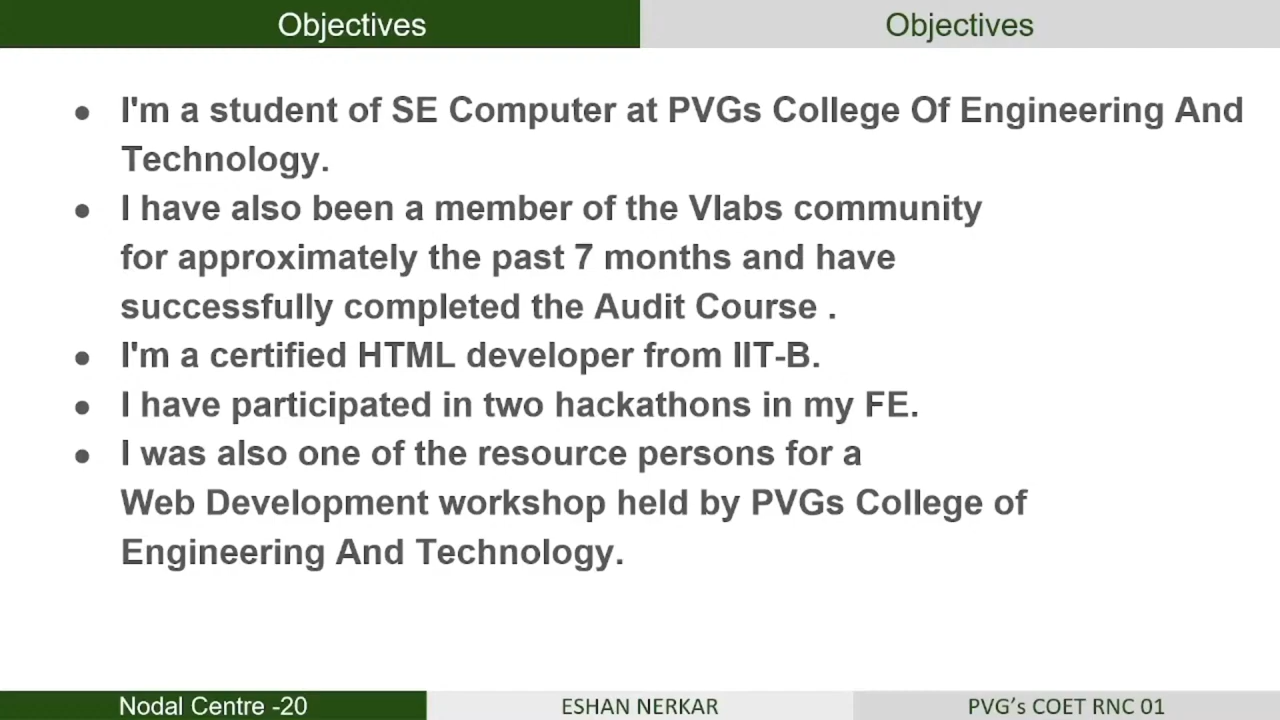 Objectives
Objectives
● I'm a student of SE Computer at PVGs College Of Engineering And
Technology.
● I have also been a member of the Vlabs community
for approximately the past 7 months and have
successfully completed the Audit Course .
● I'm a certified HTML developer from IIT-B.
● I have participated in two hackathons in my FE.
● I was also one of the resource persons for a
Web Development workshop held by PVGs College of
Engineering And Technology.
Nodal Centre -20
ESHAN NERKAR
PVG’s COET RNC 01